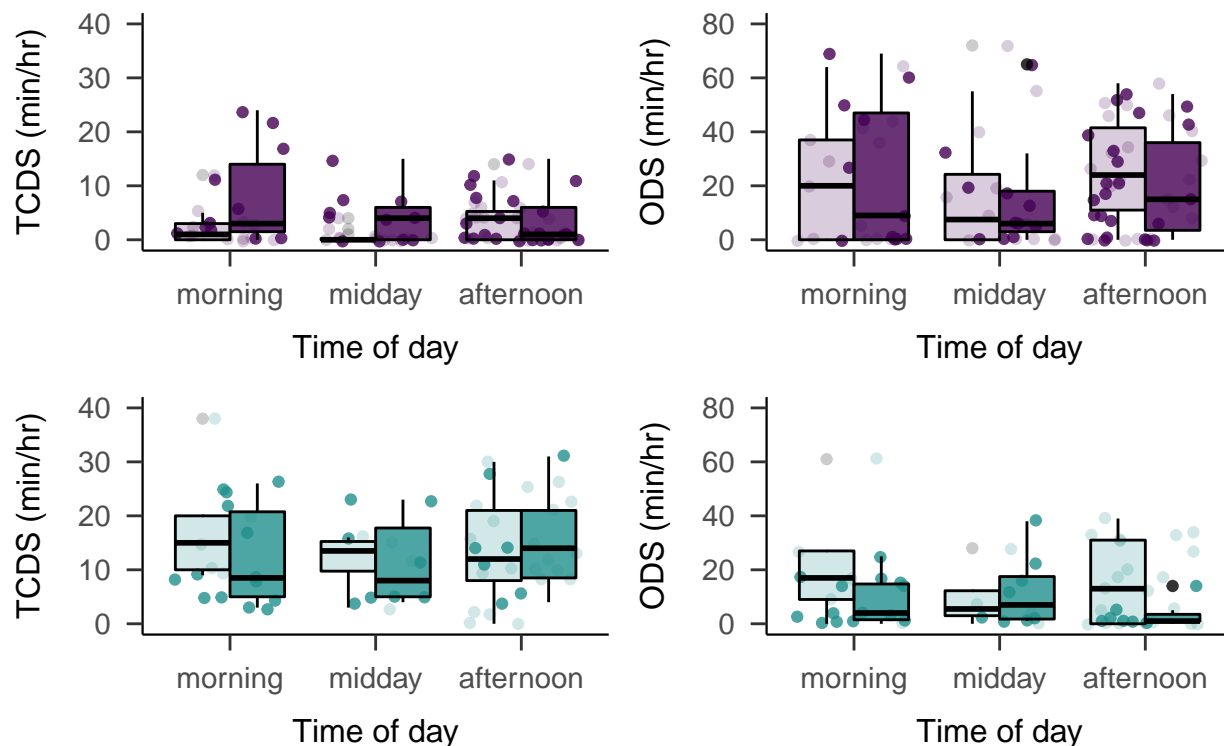 TCDS (min/hr)
40
30
20
10
0
morning midday afternoon
Time of day
ODS (min/hr)
80
60
40
20
0
morning midday afternoon
Time of day
TCDS (min/hr)
40
30
20
10
0
morning midday afternoon
Time of day
ODS (min/hr)
80
60
40
20
0
morning midday afternoon
Time of day